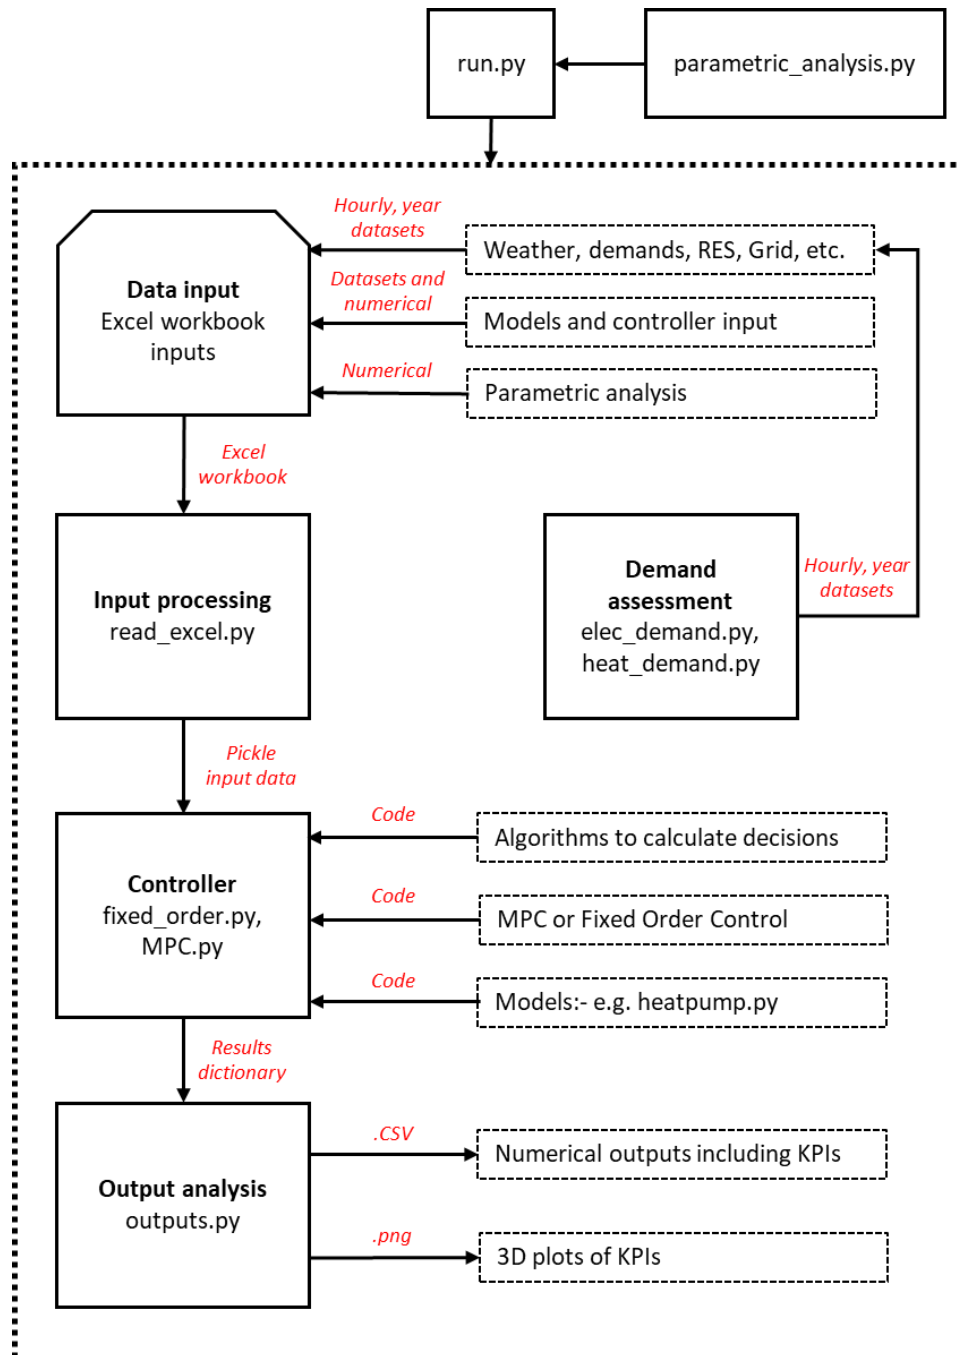 run.py
parametric_analysis.py
Hourly, year
datasets
Weather, demands, RES, Grid, etc.
Data input
Excel workbook
inputs
Datasets and
numerical
Models and controller input
Numerical
Parametric analysis
Excel
workbook
Input processing
read_excel.py
Demand
assessment
elec_demand.py,
heat_demand.py
Hourly, year
datasets
Pickle
input data
Controller
fixed_order.py,
MPC.py
Code
Algorithms to calculate decisions
Code
MPC or Fixed Order Control
Code
Models:- e.g. heatpump.py
Results
dictionary
Output analysis
outputs.py
.CSV
Numerical outputs including KPIs
.png
3D plots of KPIs